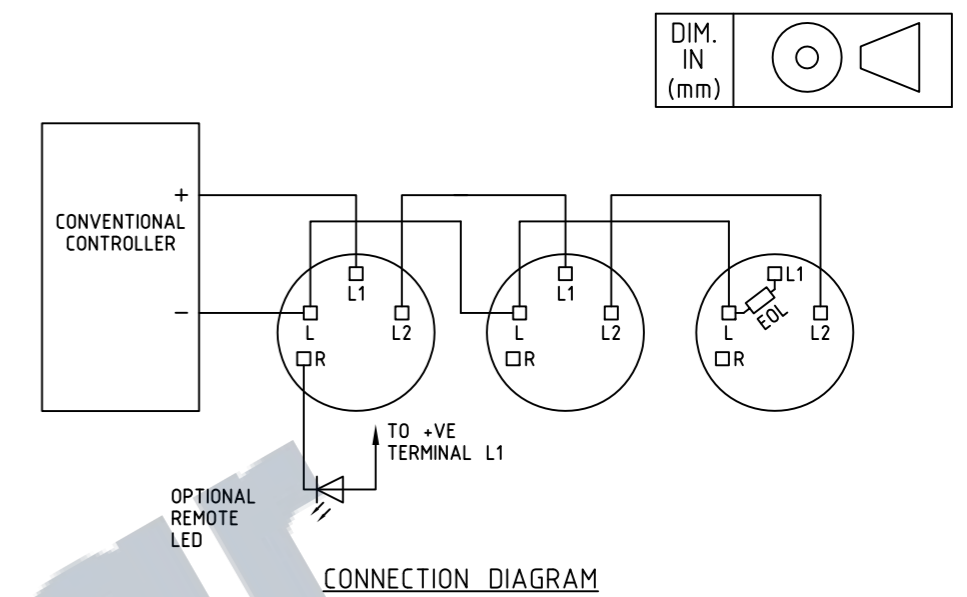 DIM.
IN
(mm)
+
CONVENTIONAL
CONTROLLER
−
L1
L
L2
R
L1
L
L2
R
L1
L
EOL
L2
R
TO +VE
TERMINAL L1
OPTIONAL
REMOTE
LED
CONNECTION DIAGRAM